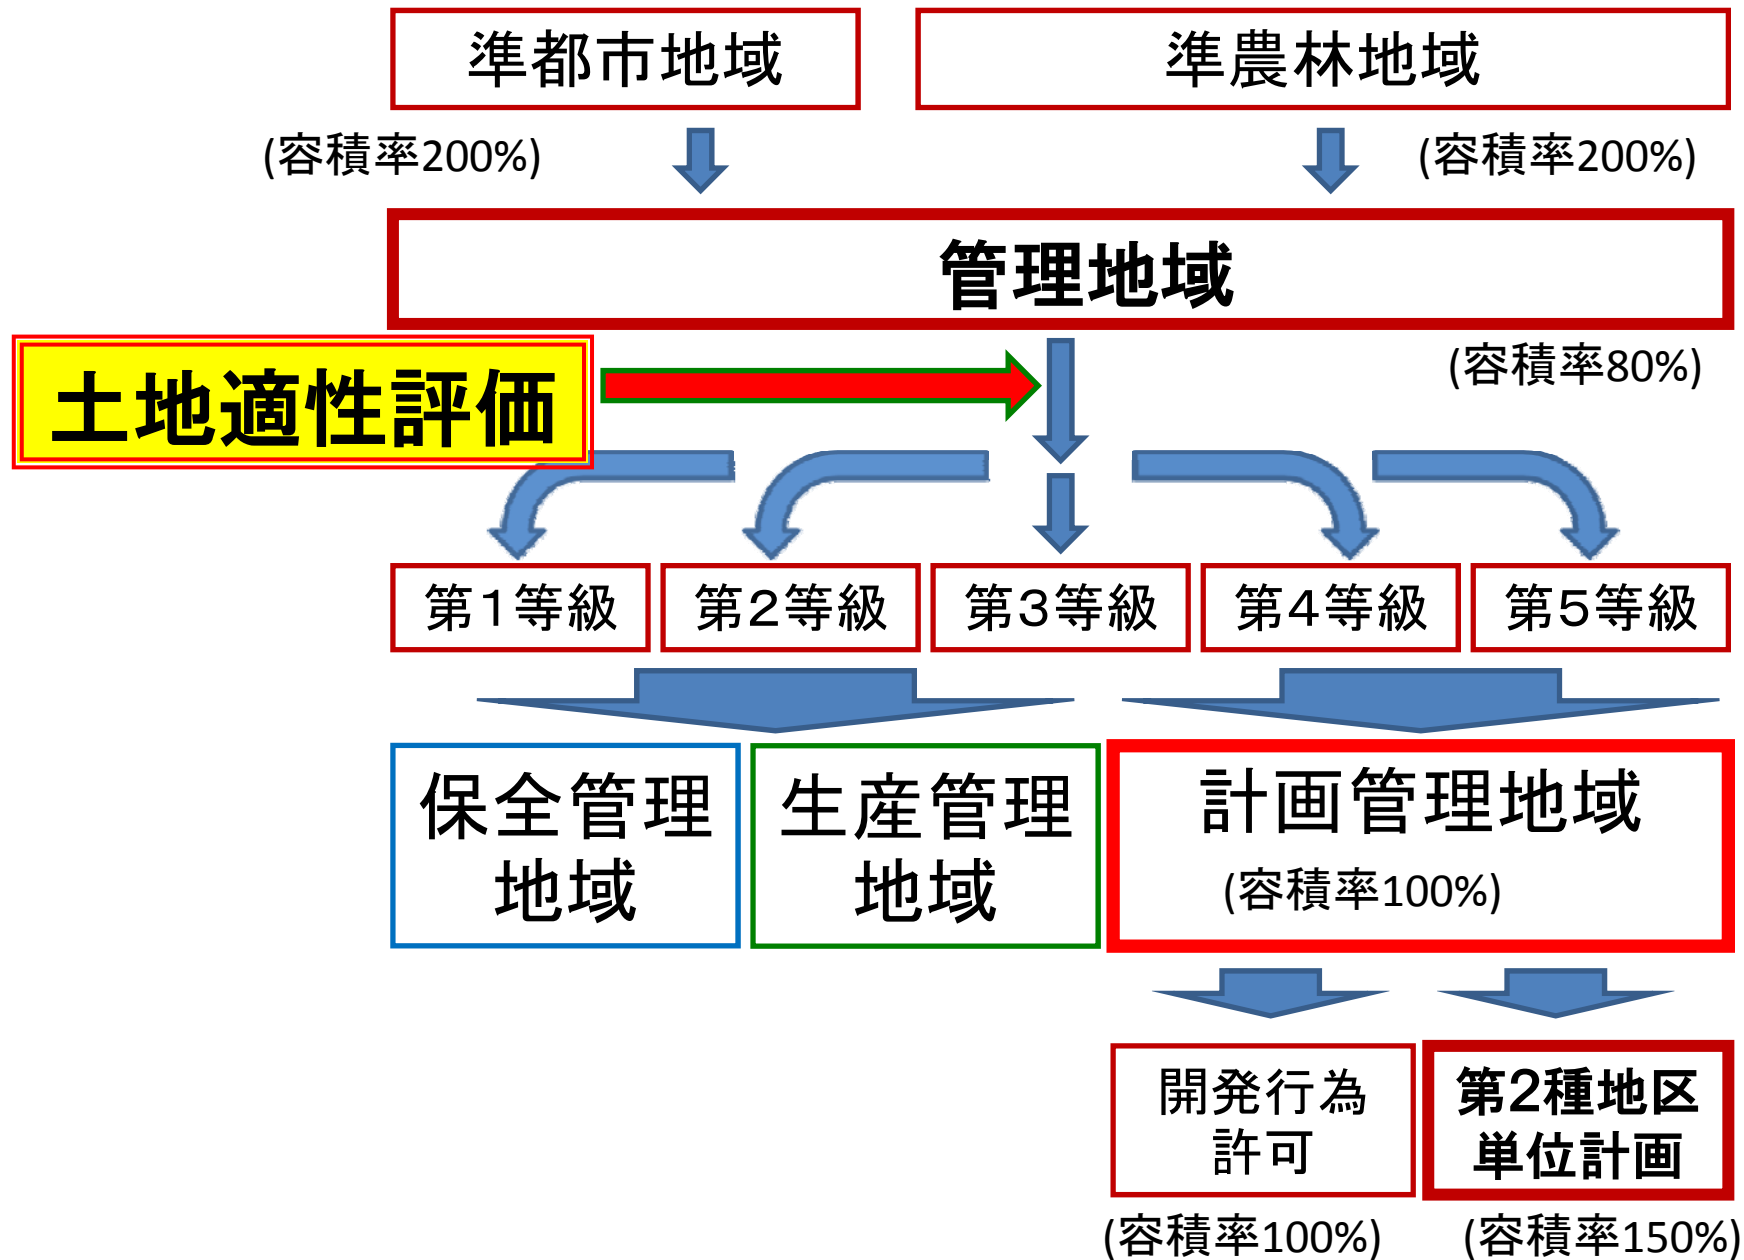 準都市地域
準農林地域
(容積率200%)
(容積率200%)
管理地域
土地適性評価
(容積率80%)
第1等級
第2等級
第3等級
第4等級
第5等級
保全管理
地域
生産管理
地域
計画管理地域
(容積率100%)
開発行為
許可
第2種地区
単位計画
(容積率100%)
(容積率150%)